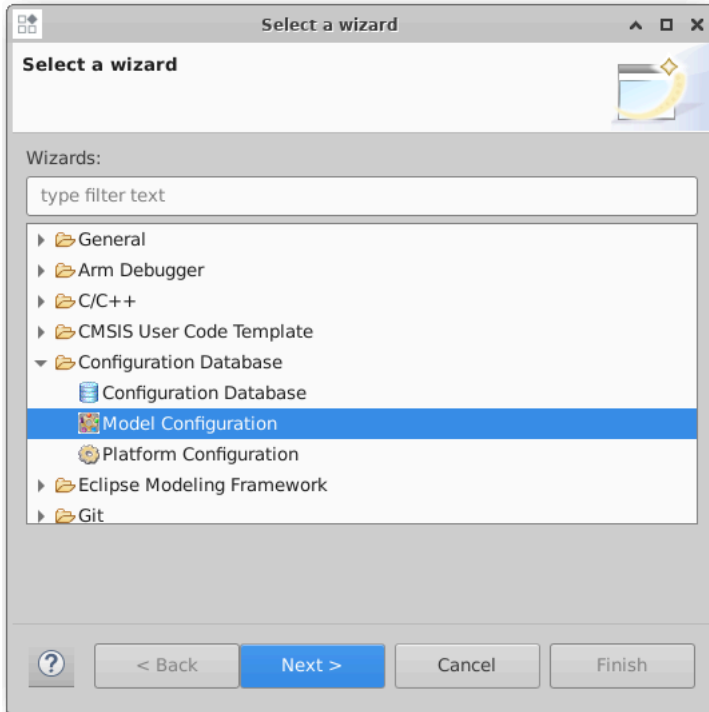 Select a wizard
Select a wizard
Wizards:
type filter text
General
Arm Debugger
C/C++
CMSIS User Code Template
Configuration Database
Configuration Database
Model Configuration
Platform Configuration
Eclipse Modeling Framework
Git
? < Back Next > Cancel Finish